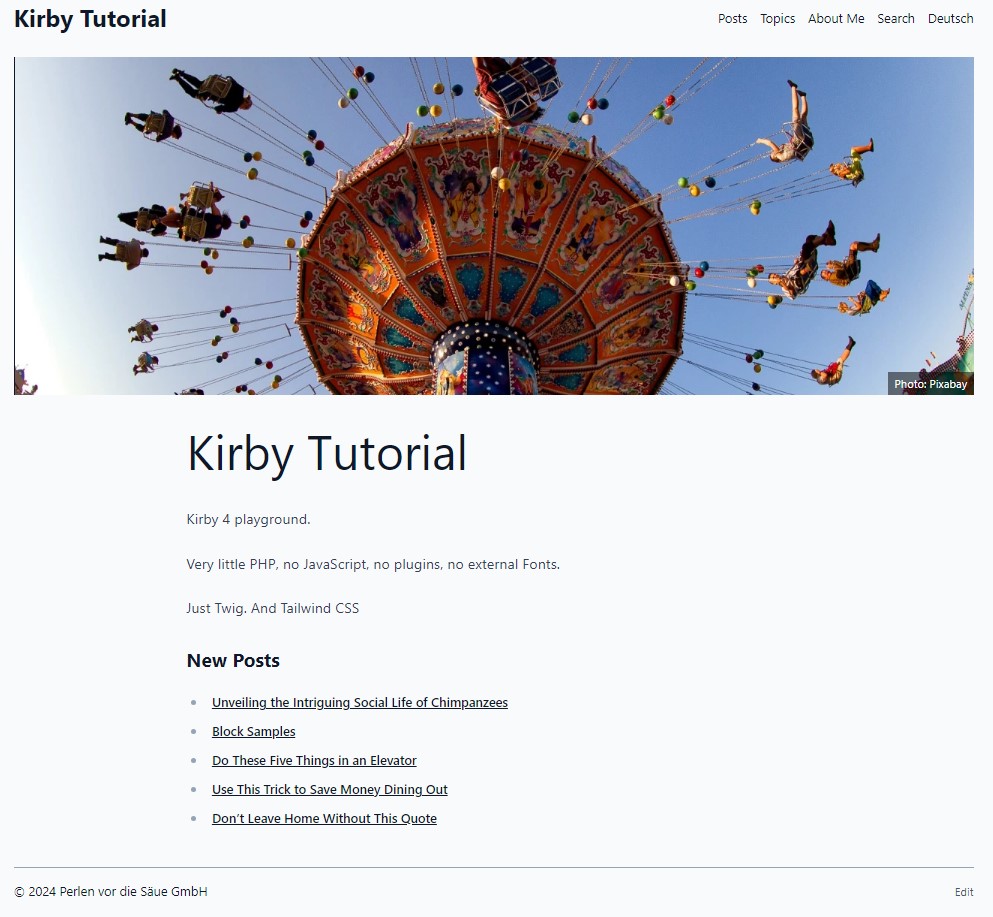 Kirby Tutorial
Posts Topics About Me Search Deutsch
Photo: Pixabay
Kirby Tutorial
Kirby 4 playground.
Very little PHP, no JavaScript, no plugins, no external Fonts.
Just Twig. And Tailwind CSS
New Posts
Unveiling the Intriguing Social Life of Chimpanzees
Block Samples
Do These Five Things in an Elevator
Use This Trick to Save Money Dining Out
Don’t Leave Home Without This Quote
© 2024 Perlen vor die Säue GmbH
Edit